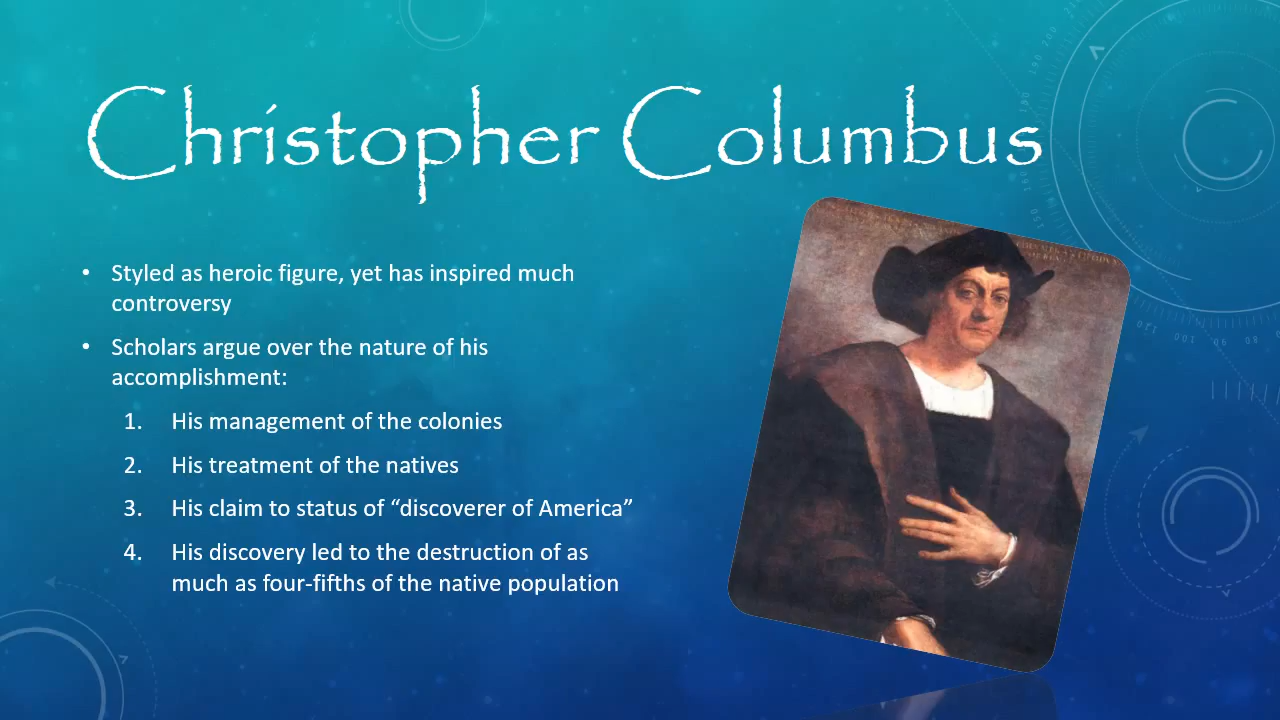 Christopher Columbus
• Styled as heroic figure, yet has inspired much
controversy
• Scholars argue over the nature of his
accomplishment:
1. His management of the colonies
2. His treatment of the natives
3. His claim to status of “discoverer of America”
4. His discovery led to the destruction of as
much as four-fifths of the native population